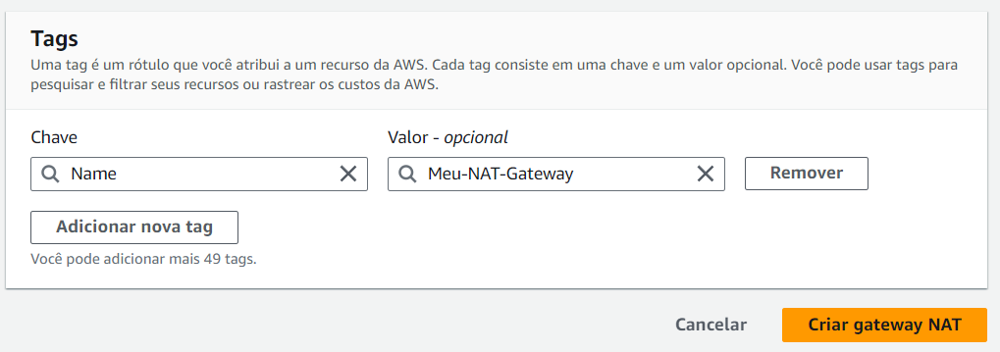 Tags
Uma tag é um rótulo que você atribui a um recurso da AWS. Cada tag consiste em uma chave e um valor opcional. Você pode usar tags para
pesquisar e filtrar seus recursos ou rastrear os custos da AWS.
Chave
Valor - opcional
Name
Meu-NAT-Gateway
Remover
Adicionar nova tag
Você pode adicionar mais 49 tags.
Cancelar
Criar gateway NAT